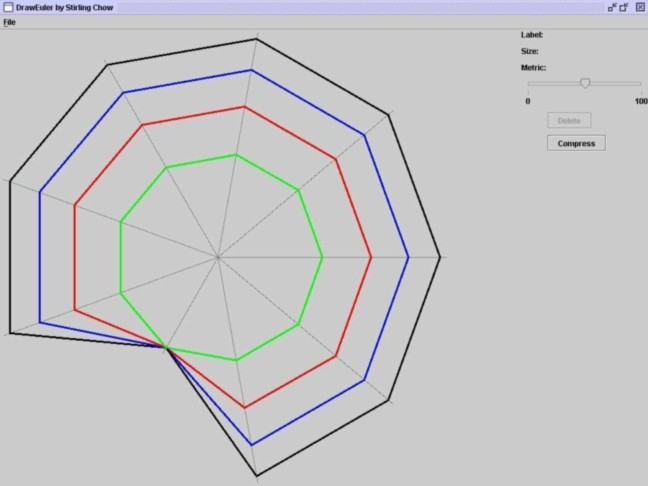 DrawEuler by Stirling Chow
File
Label:
Size:
Metric:
0 100
Delete
Compress